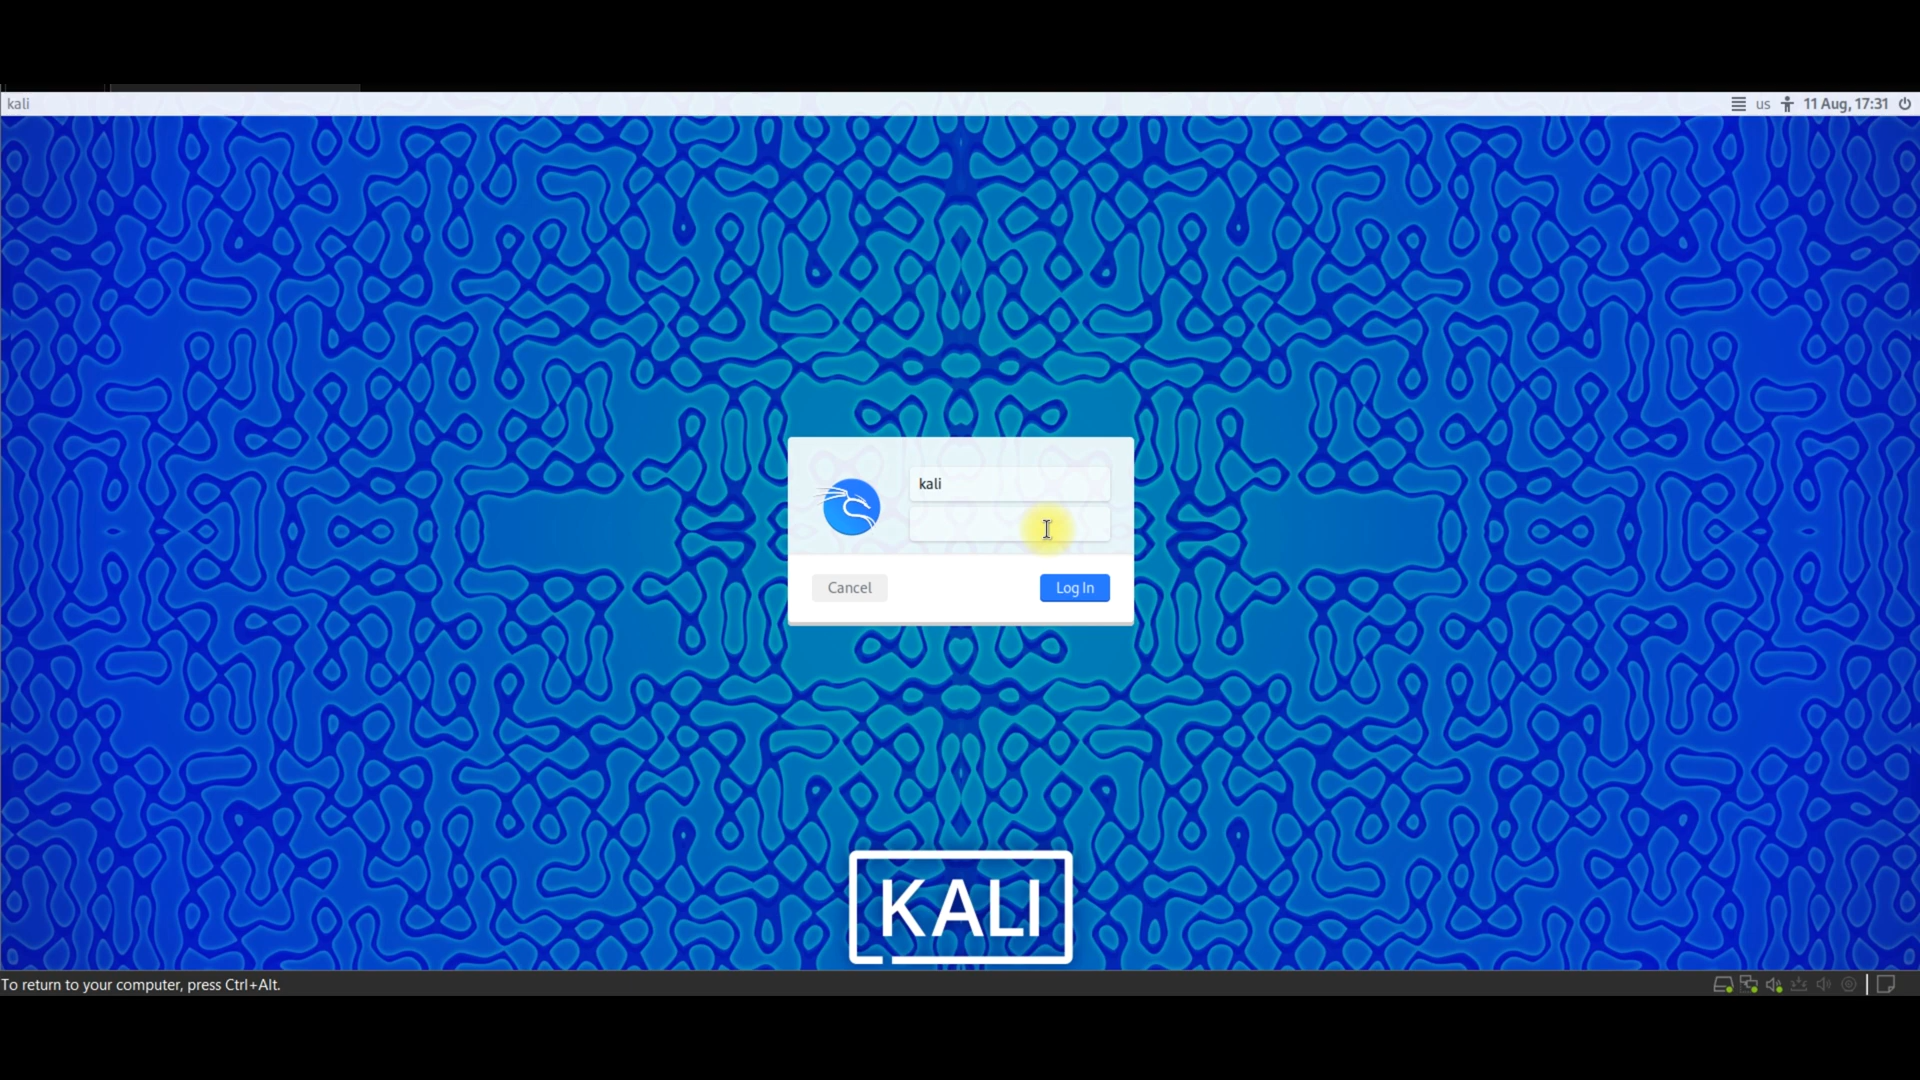 kali
us
11 Aug, 17:31
kali
Cancel
Log In
KALI
To return to your computer, press Ctrl+Alt.